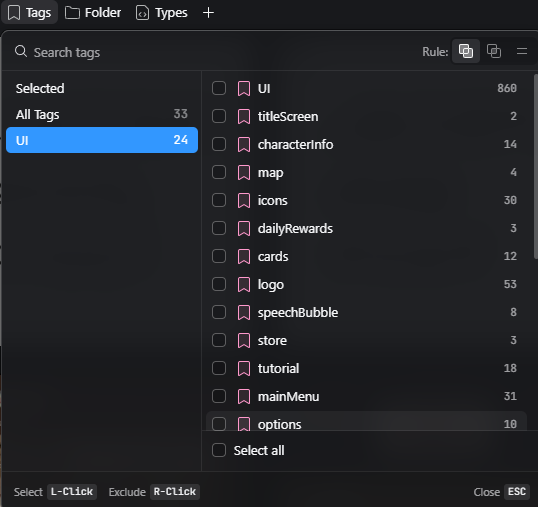 Tags Folder Types +
Search tags Rule:
Selected
All Tags 33
UI 24
UI 860
titleScreen 2
characterInfo 14
map 4
icons 30
dailyRewards 3
cards 12
logo 53
speechBubble 8
store 3
tutorial 18
mainMenu 31
options 10
Select all
Select L-Click Exclude R-Click Close ESC